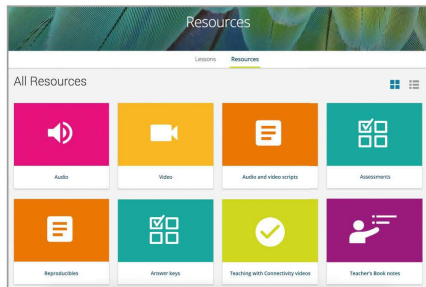 Resources
Lessons Resources
All Resources
Audio Video Audio and video scripts Assessments
Reproducibles Answer keys Teaching with Connectivity videos Teacher's Book notes